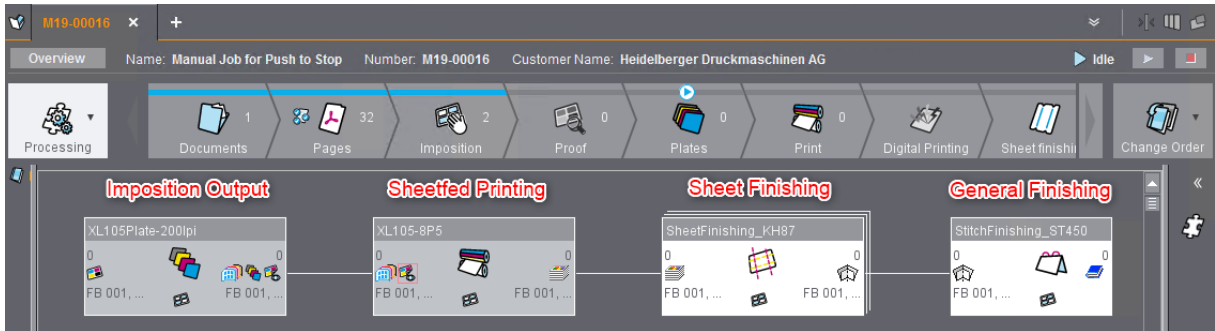 M19-00016 × +
Overview Name: Manual Job for Push to Stop Number: M19-00016 Customer Name: Heidelberger Druckmaschinen AG Idle
1 32 2 0 0 0
Processing Documents Pages Imposition Proof Plates Print Digital Printing Sheet finishi Change Order
Imposition Output Sheetfed Printing Sheet Finishing General Finishing
XL105Plate-200lpi XL105-8P5 SheetFinishing_KH87 StitchFinishing_ST450
0 0 0 0 0 0 0 0
FB 001, ... FB 001, ... FB 001, ... FB 001, ... FB 001, ... FB 001, ...